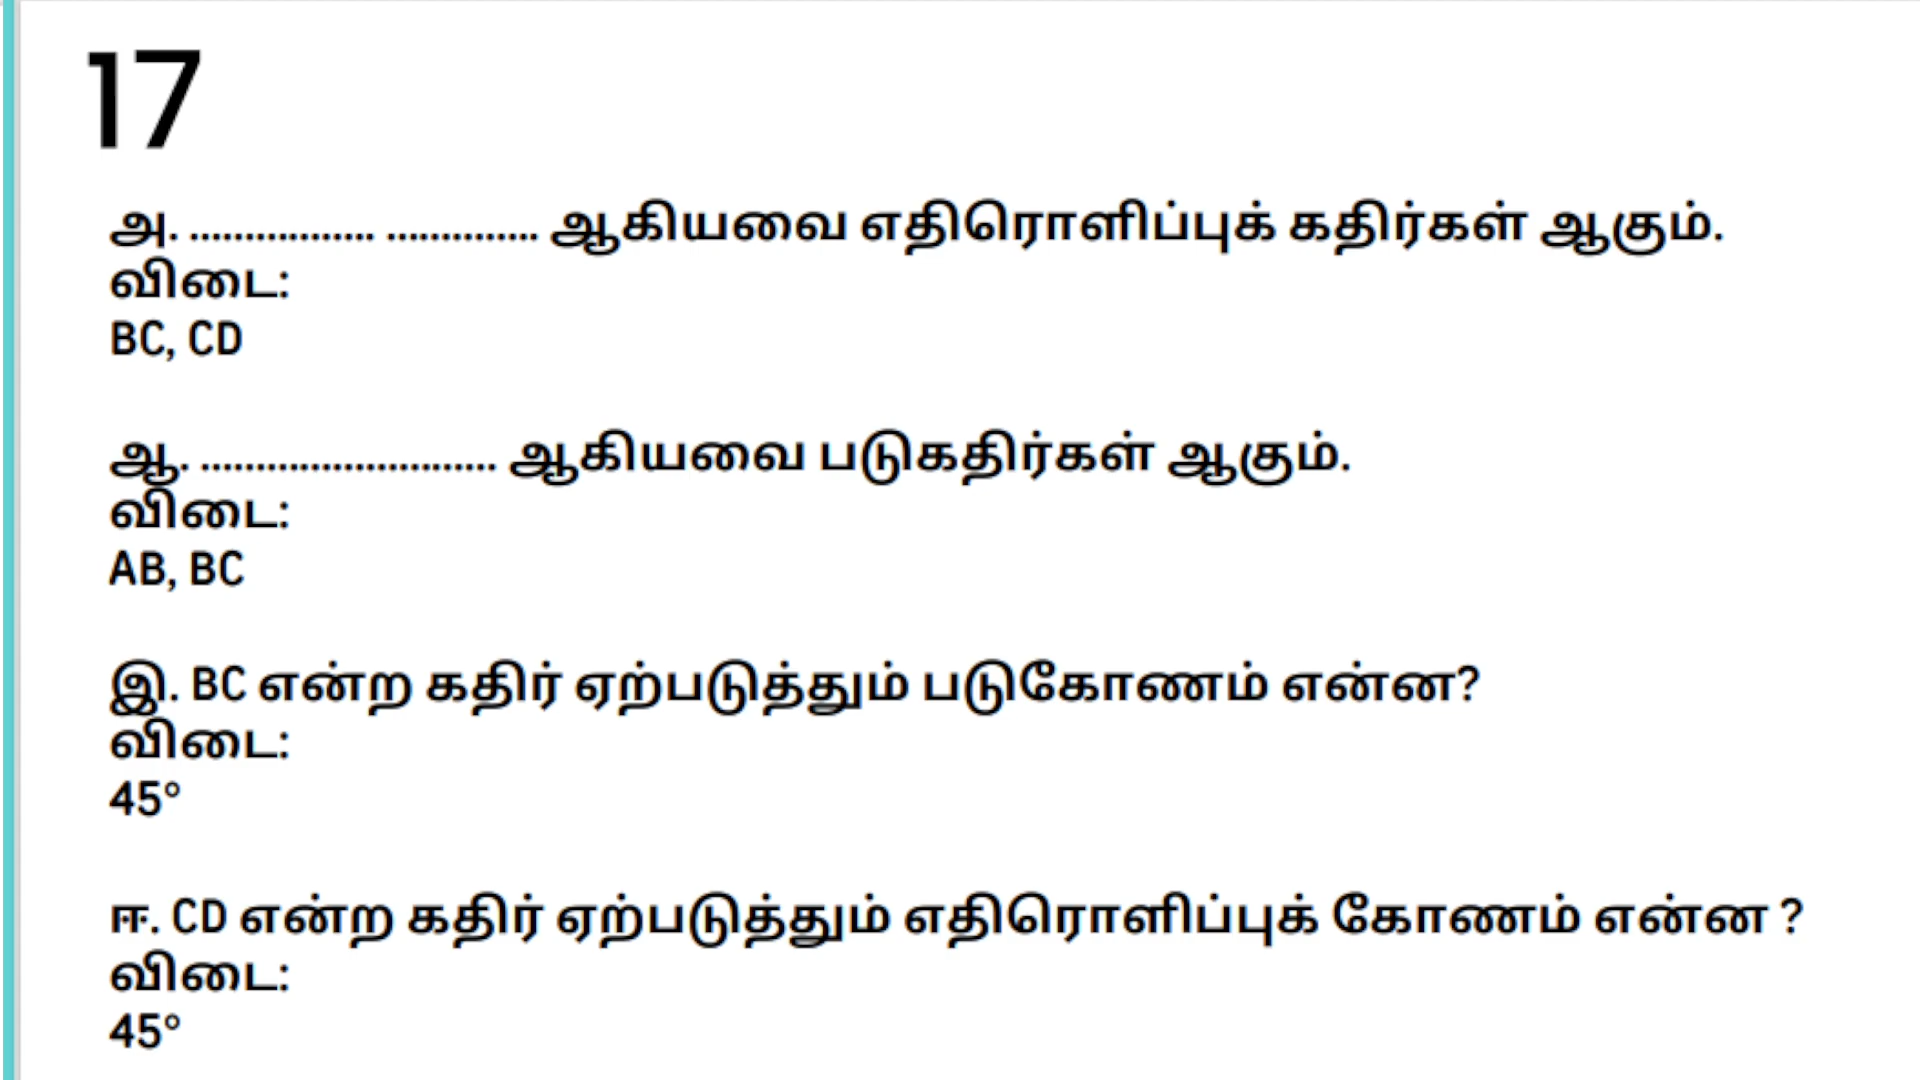 17
அ. ................. .............. ஆகியவை எதிரொளிப்புக் கதிர்கள் ஆகும்.
விடை:
BC, CD
ஆ. ........................... ஆகியவை படுகதிர்கள் ஆகும்.
விடை:
AB, BC
இ. BC என்ற கதிர் ஏற்படுத்தும் படுகோணம் என்ன?
விடை:
45°
ஈ. CD என்ற கதிர் ஏற்படுத்தும் எதிரொளிப்புக் கோணம் என்ன ?
விடை:
45°